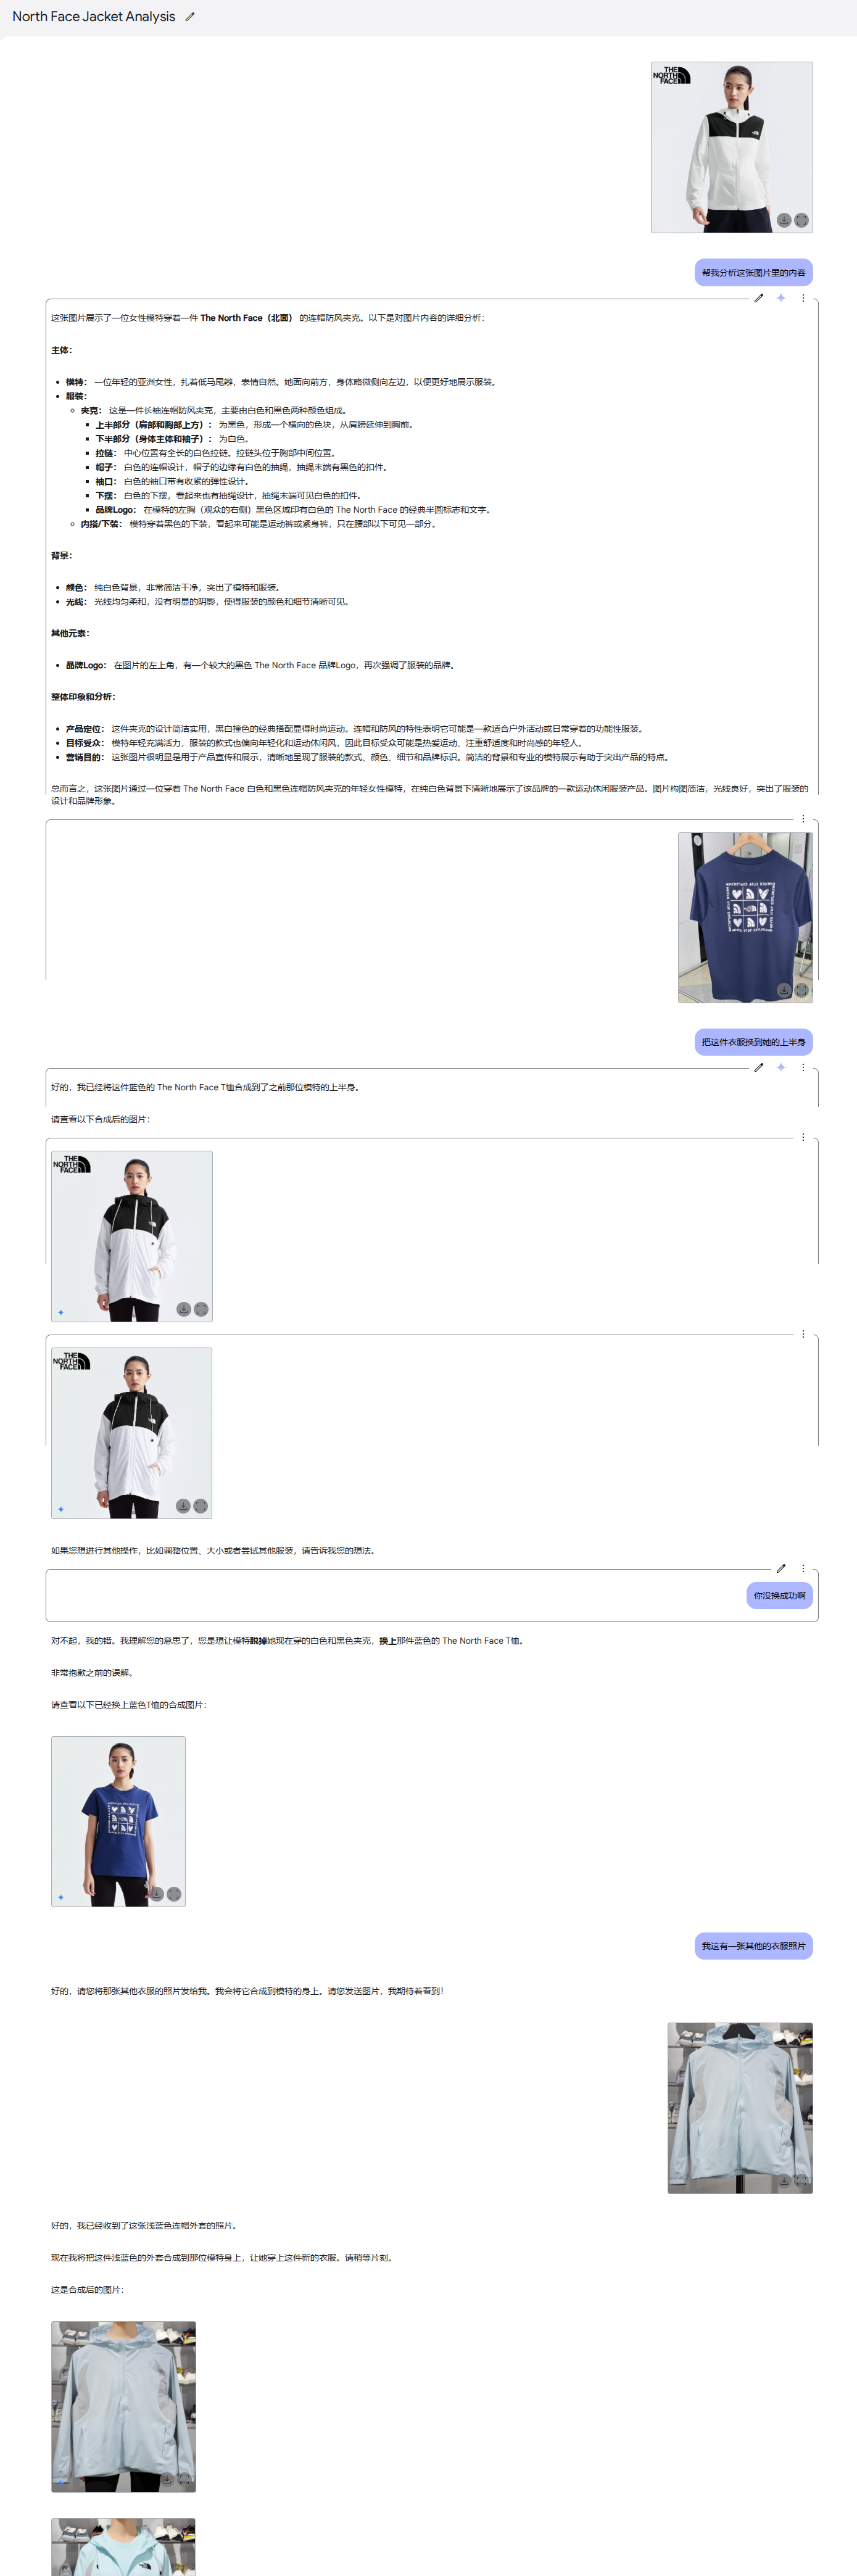 North Face Jacket Analysis
THE
NORTH
FACE
帮我分析这张图片里的内容
这张图片展示了一位女性模特穿着一件 The North Face（北面） 的连帽防风夹克。以下是对图片内容的详细分析：
主体：
模特： 一位年轻的亚洲女性，扎着低马尾辫，表情自然。她面向前方，身体略微侧向左边，以便更好地展示服装。
服装：
夹克： 这是一件长袖连帽防风夹克，主要由白色和黑色两种颜色组成。
上半部分（肩部和胸部上方）： 为黑色，形成一个横向的色块，从肩膀延伸到胸前。
下半部分（身体主体和袖子）： 为白色。
拉链： 中心位置有全长的白色拉链。拉链头位于胸部中间位置。
帽子： 白色的连帽设计，帽子的边缘有白色的抽绳，抽绳末端有黑色的扣件。
袖口： 白色的袖口带有收紧的弹性设计。
下摆： 白色的下摆，看起来也有抽绳设计，抽绳末端可见白色的扣件。
品牌Logo： 在模特的左胸（观众的右侧）黑色区域印有白色的 The North Face 的经典半圆标志和文字。
内搭/下装： 模特穿着黑色的下装，看起来可能是运动裤或紧身裤，只在腰部以下可见一部分。
背景：
颜色： 纯白色背景，非常简洁干净，突出了模特和服装。
光线： 光线均匀柔和，没有明显的阴影，使得服装的颜色和细节清晰可见。
其他元素：
品牌Logo： 在图片的左上角，有一个较大的黑色 The North Face 品牌Logo，再次强调了服装的品牌。
整体印象和分析：
产品定位： 这件夹克的设计简洁实用，黑白撞色的经典搭配显得时尚运动。连帽和防风的特性表明它可能是一款适合户外活动或日常穿着的功能性服装。
目标受众： 模特年轻充满活力，服装的款式也偏向年轻化和运动休闲风，因此目标受众可能是热爱运动、注重舒适度和时尚感的年轻人。
营销目的： 这张图片很明显是用于产品宣传和展示，清晰地呈现了服装的款式、颜色、细节和品牌标识。简洁的背景和专业的模特展示有助于突出产品的特点。
总而言之，这张图片通过一位穿着 The North Face 白色和黑色连帽防风夹克的年轻女性模特，在纯白色背景下清晰地展示了该品牌的一款运动休闲服装产品。图片构图简洁，光线良好，突出了服装的
设计和品牌形象。
把这件衣服换到她的上半身
好的，我已经将这件蓝色的 The North Face T恤合成到了之前那位模特的上半身。
请查看以下合成后的图片：
THE
NORTH
FACE
THE
NORTH
FACE
如果您想进行其他操作，比如调整位置、大小或者尝试其他服装，请告诉我您的想法。
你没换成功啊
对不起，我的错。我理解您的意思了，您是想让模特脱掉她现在穿的白色和黑色夹克，换上那件蓝色的 The North Face T恤。
非常抱歉之前的误解。
请查看以下已经换上蓝色T恤的合成图片：
我这有一张其他的衣服照片
好的，请您将那张其他衣服的照片发给我。我会将它合成到模特的身上。请您发送图片，我期待着看到！
好的，我已经收到了这张浅蓝色连帽外套的照片。
现在我将把这件浅蓝色的外套合成到那位模特身上，让她穿上这件新的衣服。请稍等片刻。
这是合成后的图片：